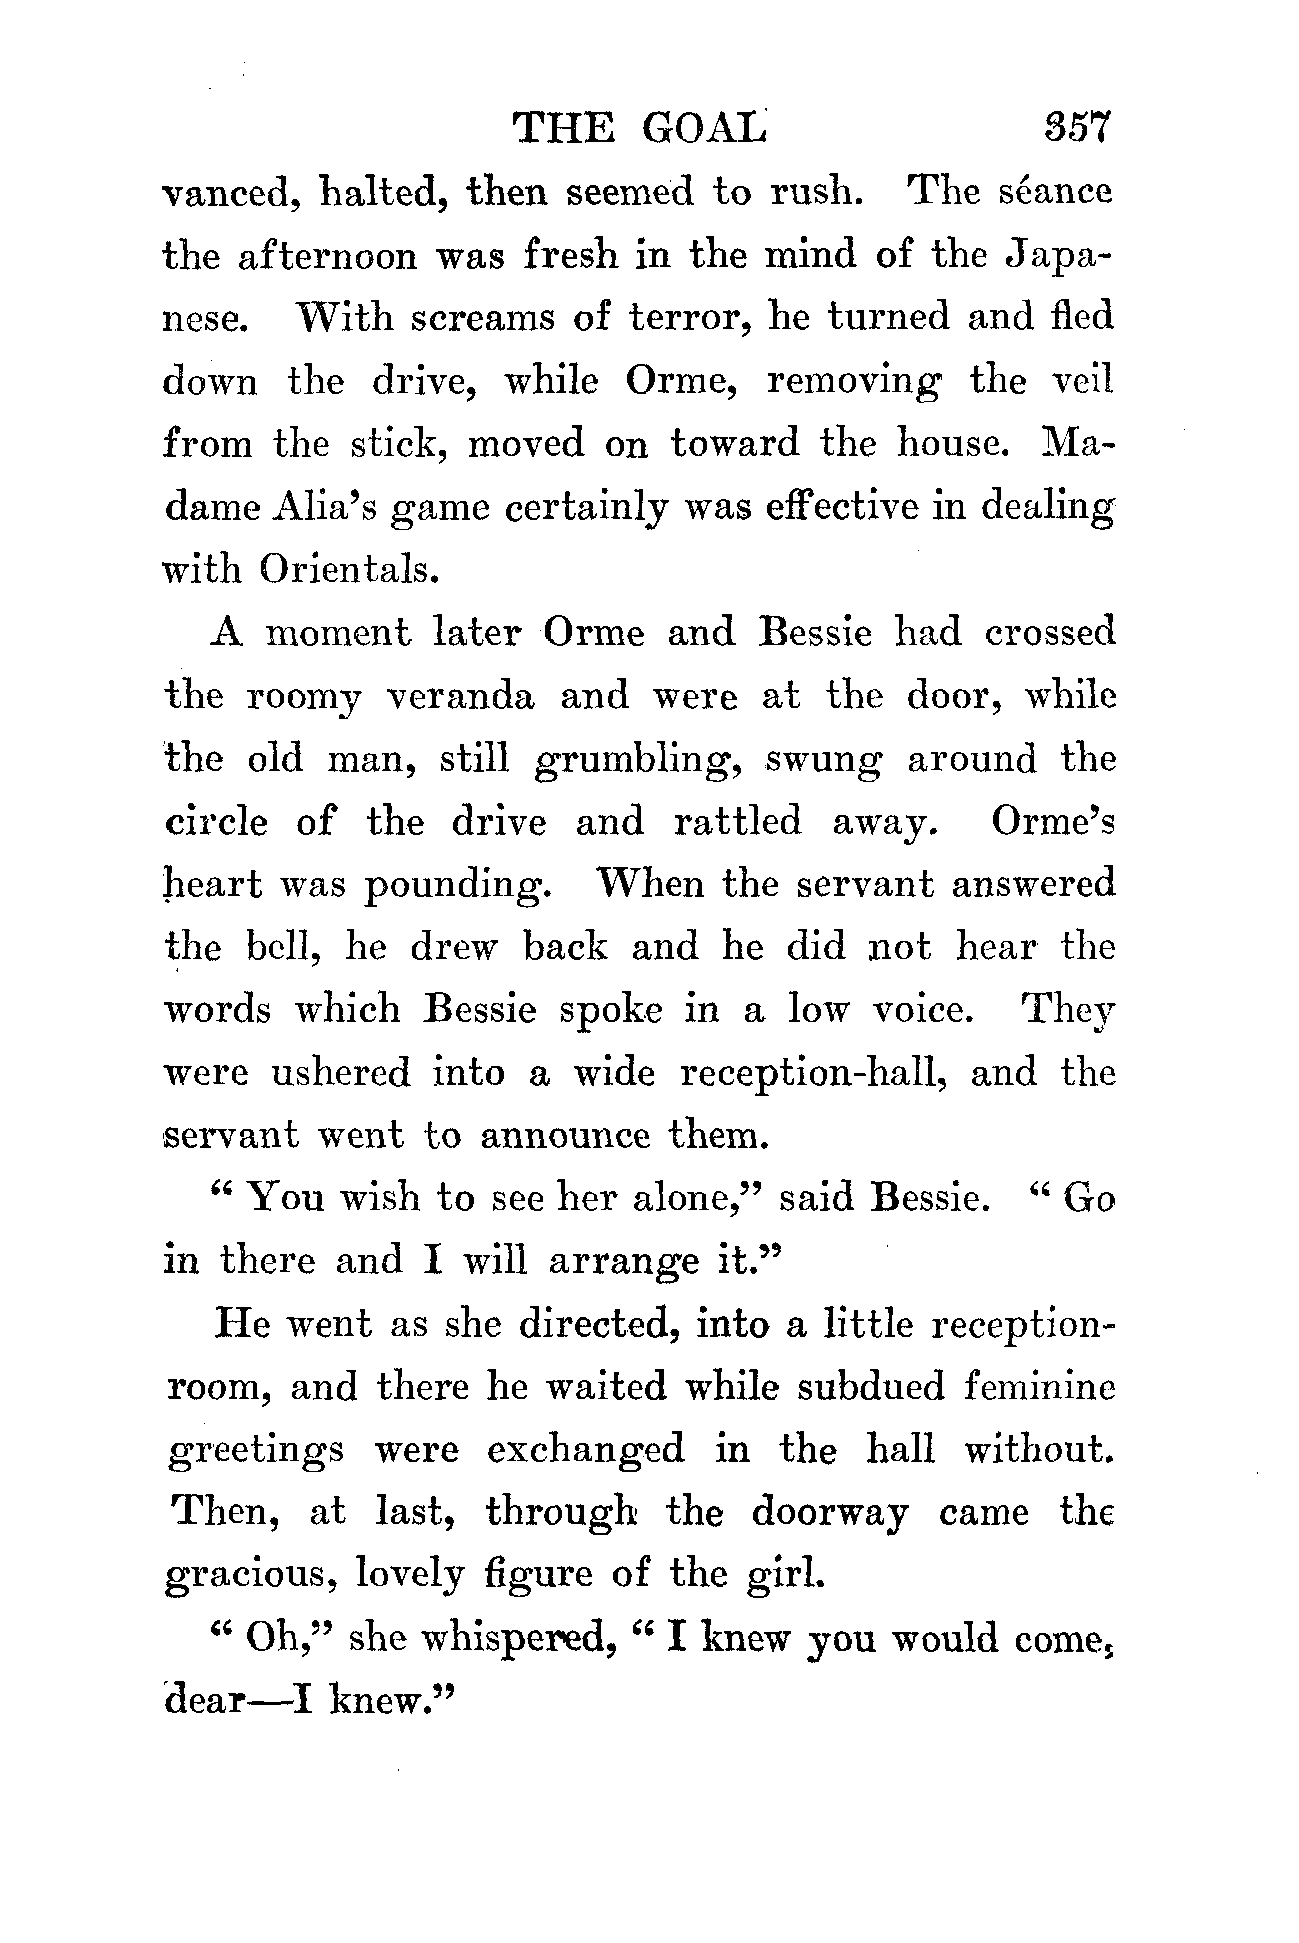 THE GOAL 357
vanced, halted, then seemed to rush. The séance
the afternoon was fresh in the mind of the Japa-
nese. With screams of terror, he turned and fled
down the drive, while Orme, removing the veil
from the stick, moved on toward the house. Ma-
dame Alia's game certainly was effective in dealing
with Orientals.
A moment later Orme and Bessie had crossed
the roomy veranda and were at the door, while
the old man, still grumbling, swung around the
circle of the drive and rattled away. Orme's
heart was pounding. When the servant answered
the bell, he drew back and he did not hear the
words which Bessie spoke in a low voice. They
were ushered into a wide reception-hall, and the
servant went to announce them.
" You wish to see her alone," said Bessie. " Go
in there and I will arrange it."
He went as she directed, into a little reception-
room, and there he waited while subdued feminine
greetings were exchanged in the hall without.
Then, at last, through the doorway came the
gracious, lovely figure of the girl.
" Oh," she whispered, " I knew you would come,
dear—I knew."